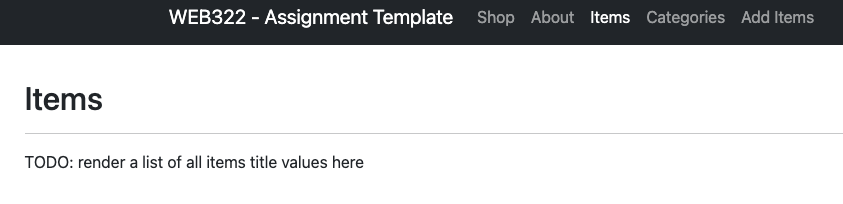 WEB322 - Assignment Template Shop About Items Categories Add Items
Items
TODO: render a list of all items title values here